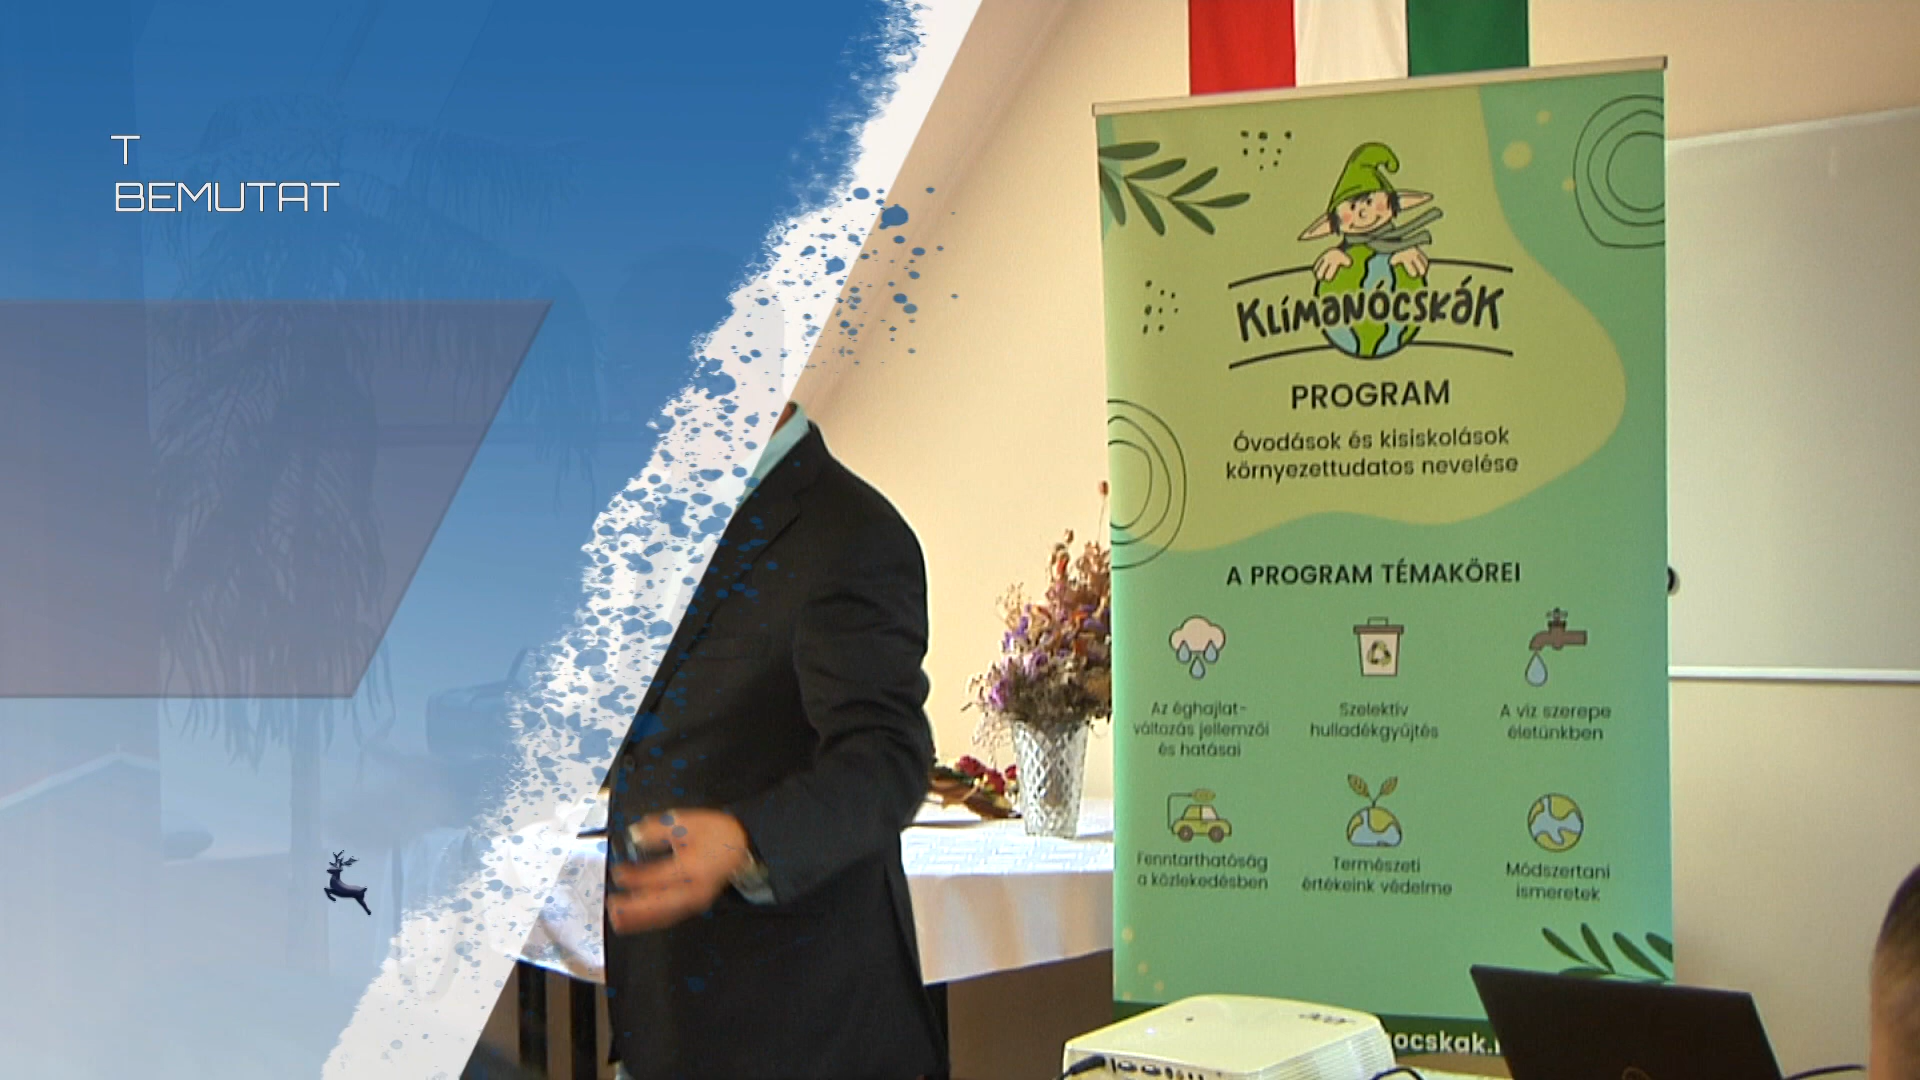 T
BEMUTAT
KLÍMANÓCSKÁK
PROGRAM
Óvodások és kisiskolások
környezettudatos nevelése
A PROGRAM TÉMAKÖREI
Az éghajlat-
változás jellemzői
és hatásai
Szelektív
hulladékgyűjtés
A víz szerepe
életünkben
Fenntarthatóság
a közlekedésben
Természeti
értékeink védelme
Módszertani
ismeretek